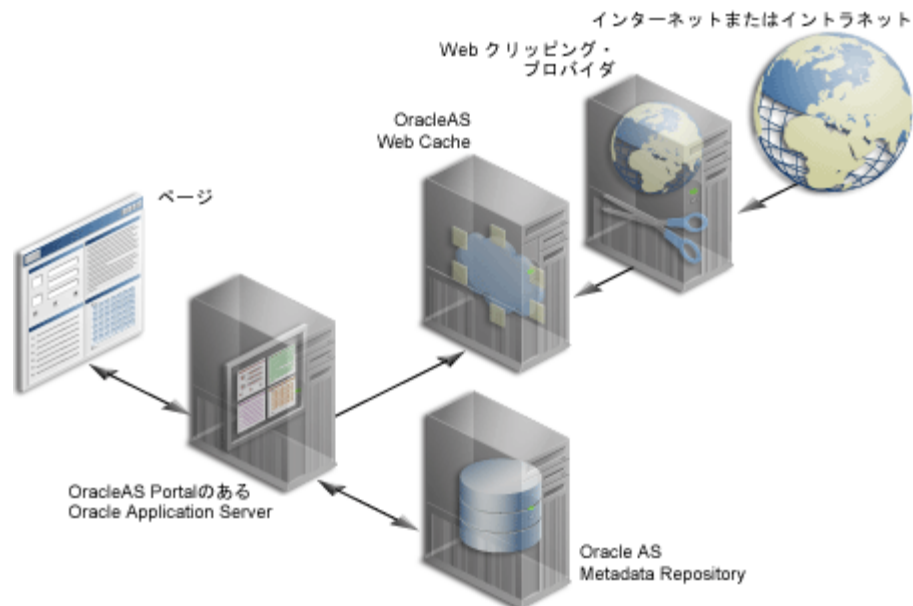 インターネットまたはイントラネット
Web クリッピング・
プロバイダ
OracleAS
Web Cache
ページ
OracleAS Portalのある
Oracle Application Server
Oracle AS
Metadata Repository